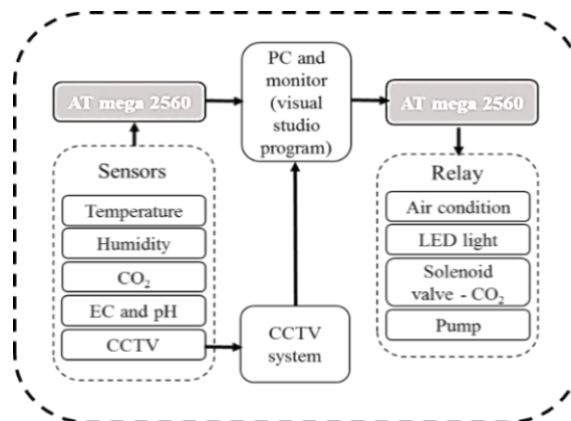 AT mega 2560
PC and
monitor
(visual
studio
program)
AT mega 2560
Sensors
Temperature
Humidity
CO₂
EC and pH
CCTV
CCTV
system
Relay
Air condition
LED light
Solenoid
valve - CO₂
Pump